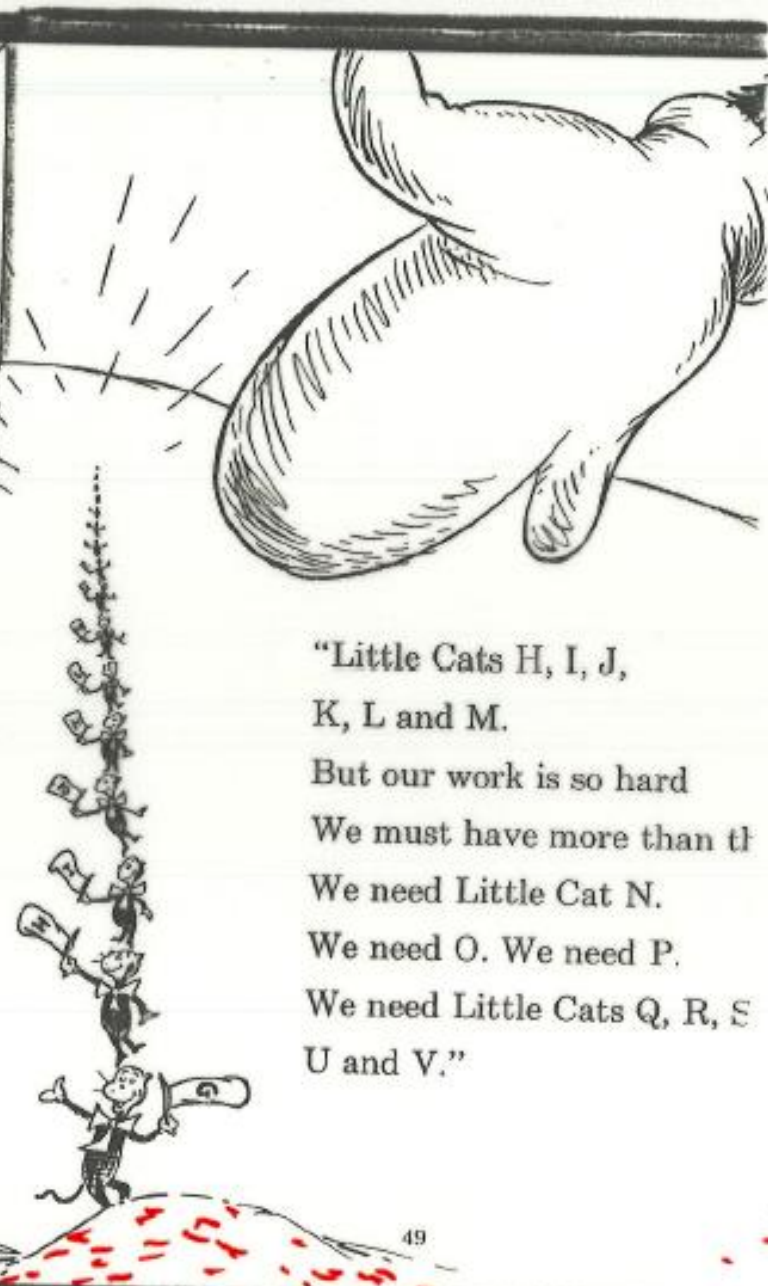 “Little Cats H, I, J,
K, L and M.
But our work is so hard
We must have more than
We need Little Cat N.
We need O. We need P.
We need Little Cats Q, R, S
U and V.”
H
G
49